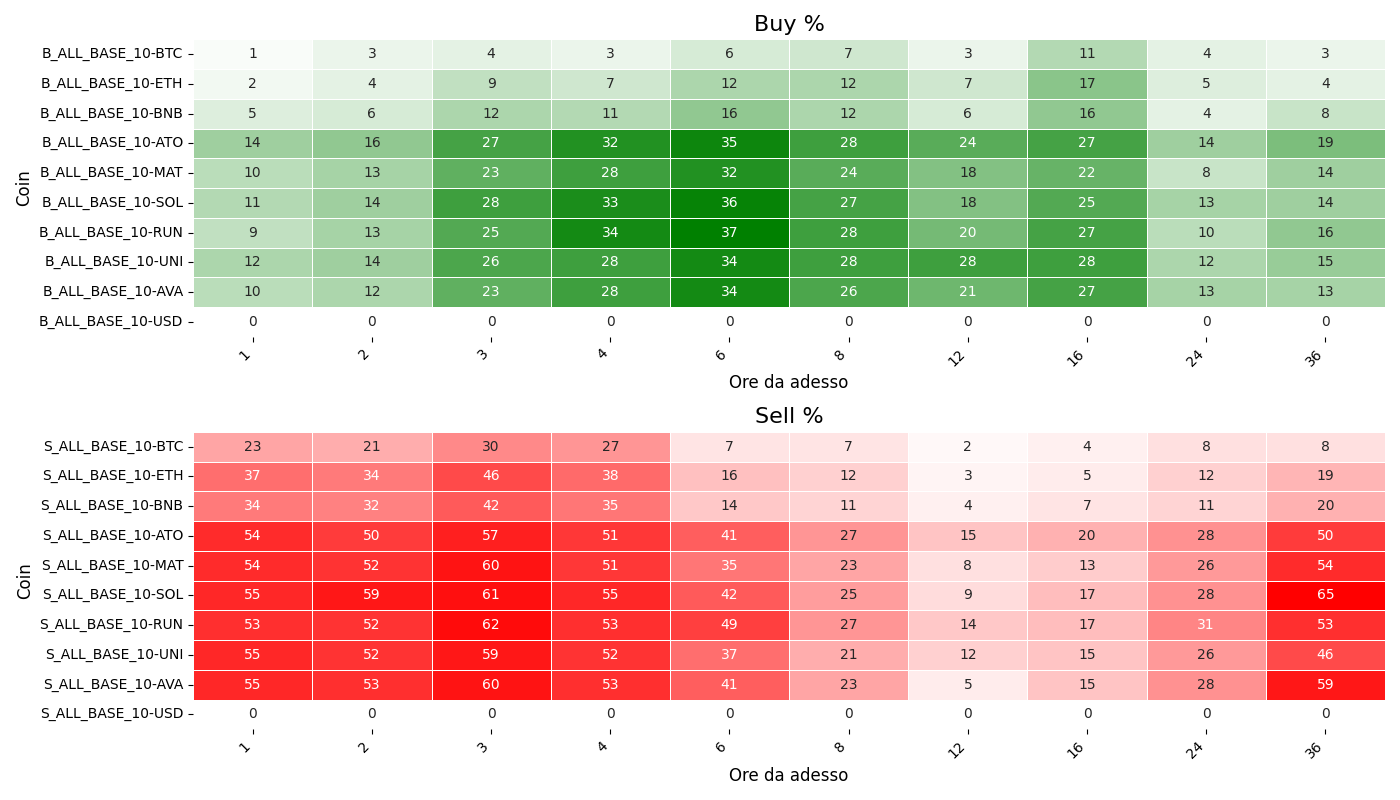 Buy %
Coin
B_ALL_BASE_10-BTC 1 3 4 3 6 7 3 11 4 3
B_ALL_BASE_10-ETH 2 4 9 7 12 12 7 17 5 4
B_ALL_BASE_10-BNB 5 6 12 11 16 12 6 16 4 8
B_ALL_BASE_10-ATO 14 16 27 32 35 28 24 27 14 19
B_ALL_BASE_10-MAT 10 13 23 28 32 24 18 22 8 14
B_ALL_BASE_10-SOL 11 14 28 33 36 27 18 25 13 14
B_ALL_BASE_10-RUN 9 13 25 34 37 28 20 27 10 16
B_ALL_BASE_10-UNI 12 14 26 28 34 28 28 28 12 15
B_ALL_BASE_10-AVA 10 12 23 28 34 26 21 27 13 13
B_ALL_BASE_10-USD 0 0 0 0 0 0 0 0 0 0
1 2 3 4 6 8 12 16 24 36
Ore da adesso
Sell %
Coin
S_ALL_BASE_10-BTC 23 21 30 27 7 7 2 4 8 8
S_ALL_BASE_10-ETH 37 34 46 38 16 12 3 5 12 19
S_ALL_BASE_10-BNB 34 32 42 35 14 11 4 7 11 20
S_ALL_BASE_10-ATO 54 50 57 51 41 27 15 20 28 50
S_ALL_BASE_10-MAT 54 52 60 51 35 23 8 13 26 54
S_ALL_BASE_10-SOL 55 59 61 55 42 25 9 17 28 65
S_ALL_BASE_10-RUN 53 52 62 53 49 27 14 17 31 53
S_ALL_BASE_10-UNI 55 52 59 52 37 21 12 15 26 46
S_ALL_BASE_10-AVA 55 53 60 53 41 23 5 15 28 59
S_ALL_BASE_10-USD 0 0 0 0 0 0 0 0 0 0
1 2 3 4 6 8 12 16 24 36
Ore da adesso